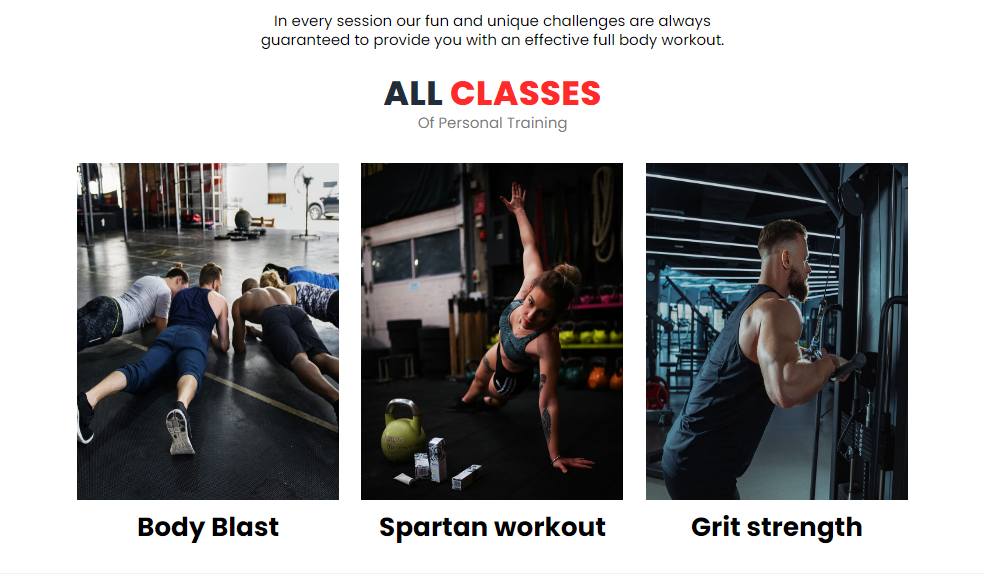 In every session our fun and unique challenges are always
guaranteed to provide you with an effective full body workout.
ALL CLASSES
Of Personal Training
Body Blast
Spartan workout
Grit strength